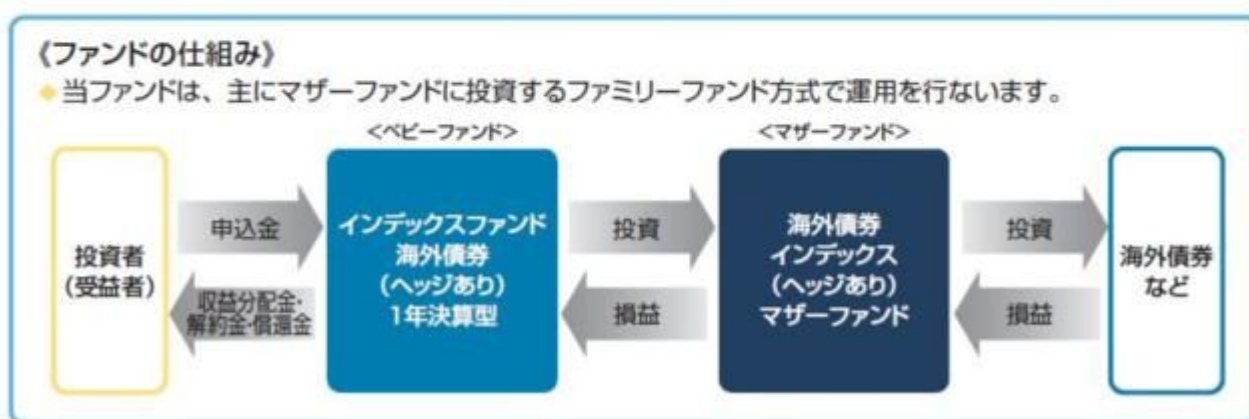 《ファンドの仕組み》
◆当ファンドは、主にマザーファンドに投資するファミリーファンド方式で運用を行ないます。
<ベビーファンド>
<マザーファンド>
投資者
(受益者)
申込金
収益分配金・
解約金・償還金
インデックスファンド
海外債券
(ヘッジあり)
1年決算型
投資
損益
海外債券
インデックス
(ヘッジあり)
マザーファンド
投資
損益
海外債券
など